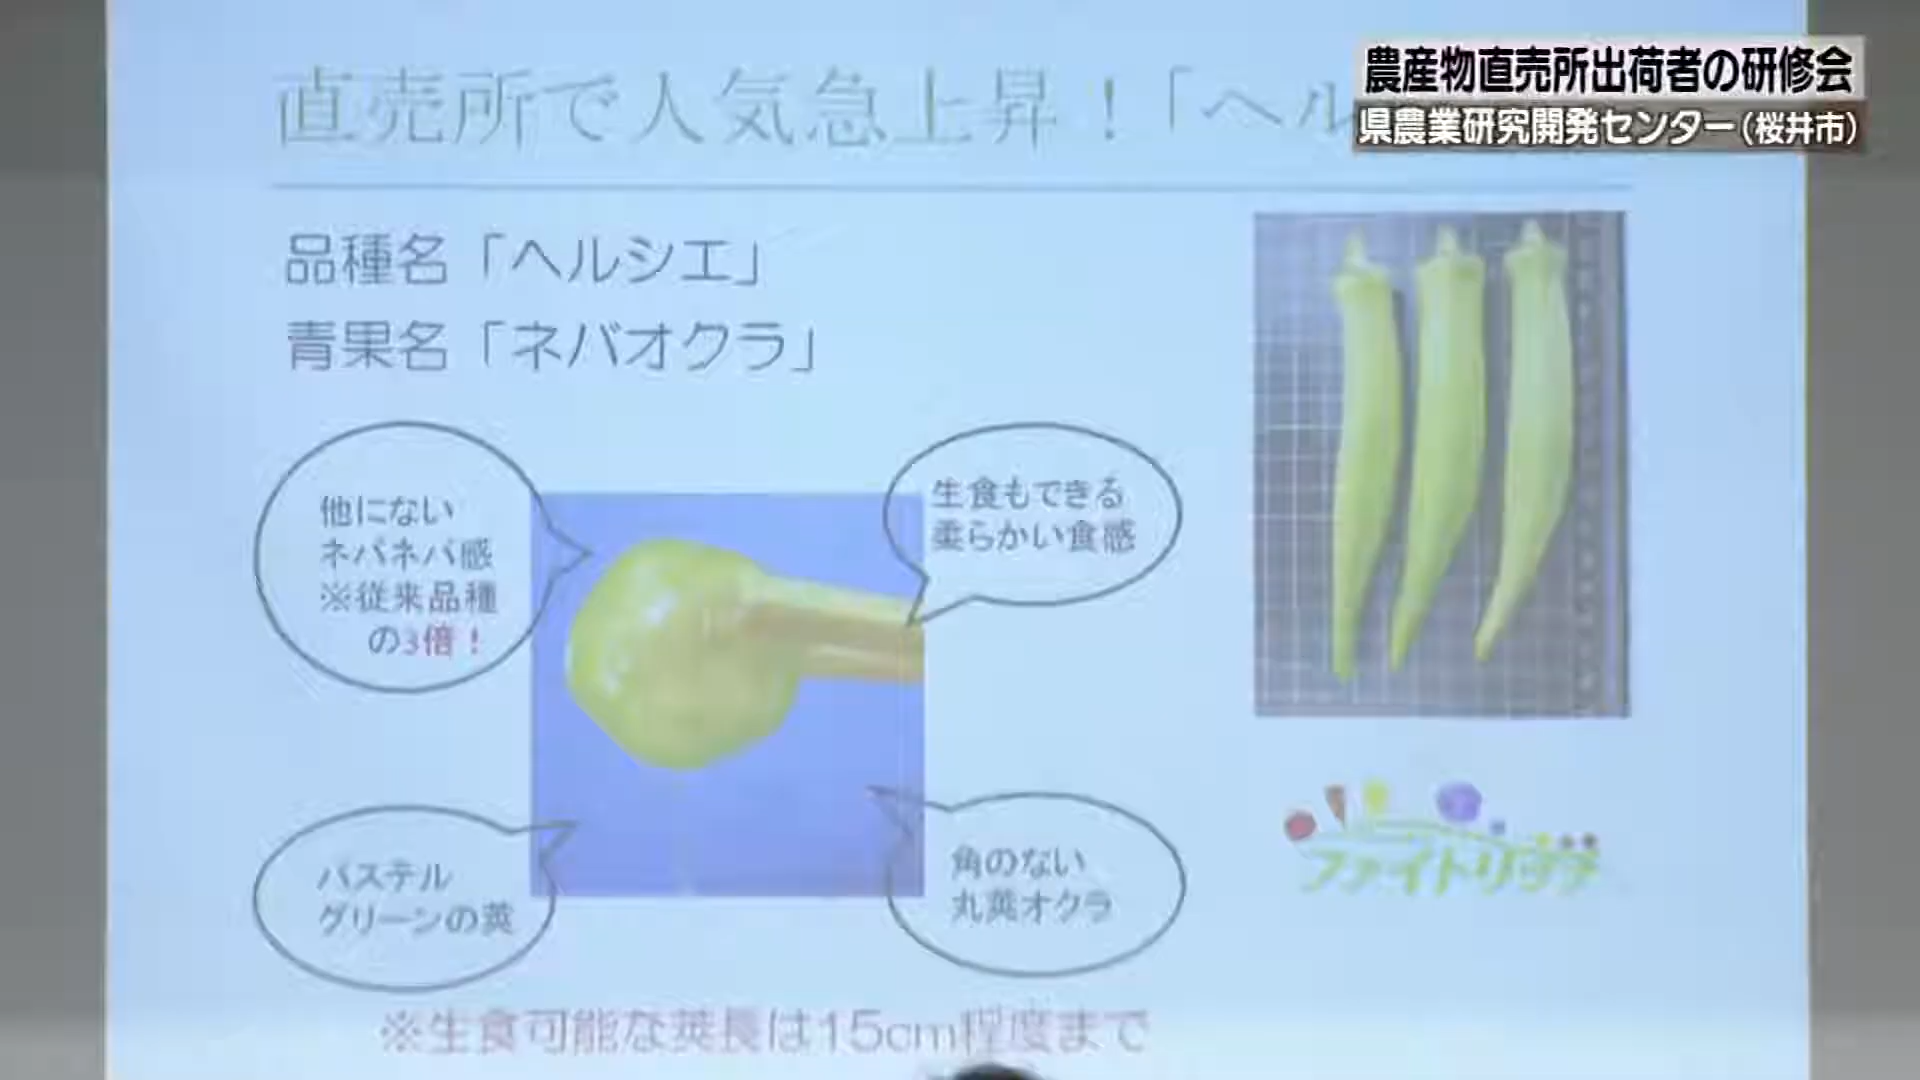 農産物直売所出荷者の研修会
県農業研究開発センター(桜井市)
直売所で人気急上昇！「ヘル
品種名「ヘルシエ」
青果名「ネバオクラ」
他にない
ネバネバ感
※従来品種
の3倍！
生食もできる
柔らかい食感
パステル
グリーンの莢
角のない
丸莢オクラ
ファイトリッチ
※生食可能な莢長は15cm程度まで